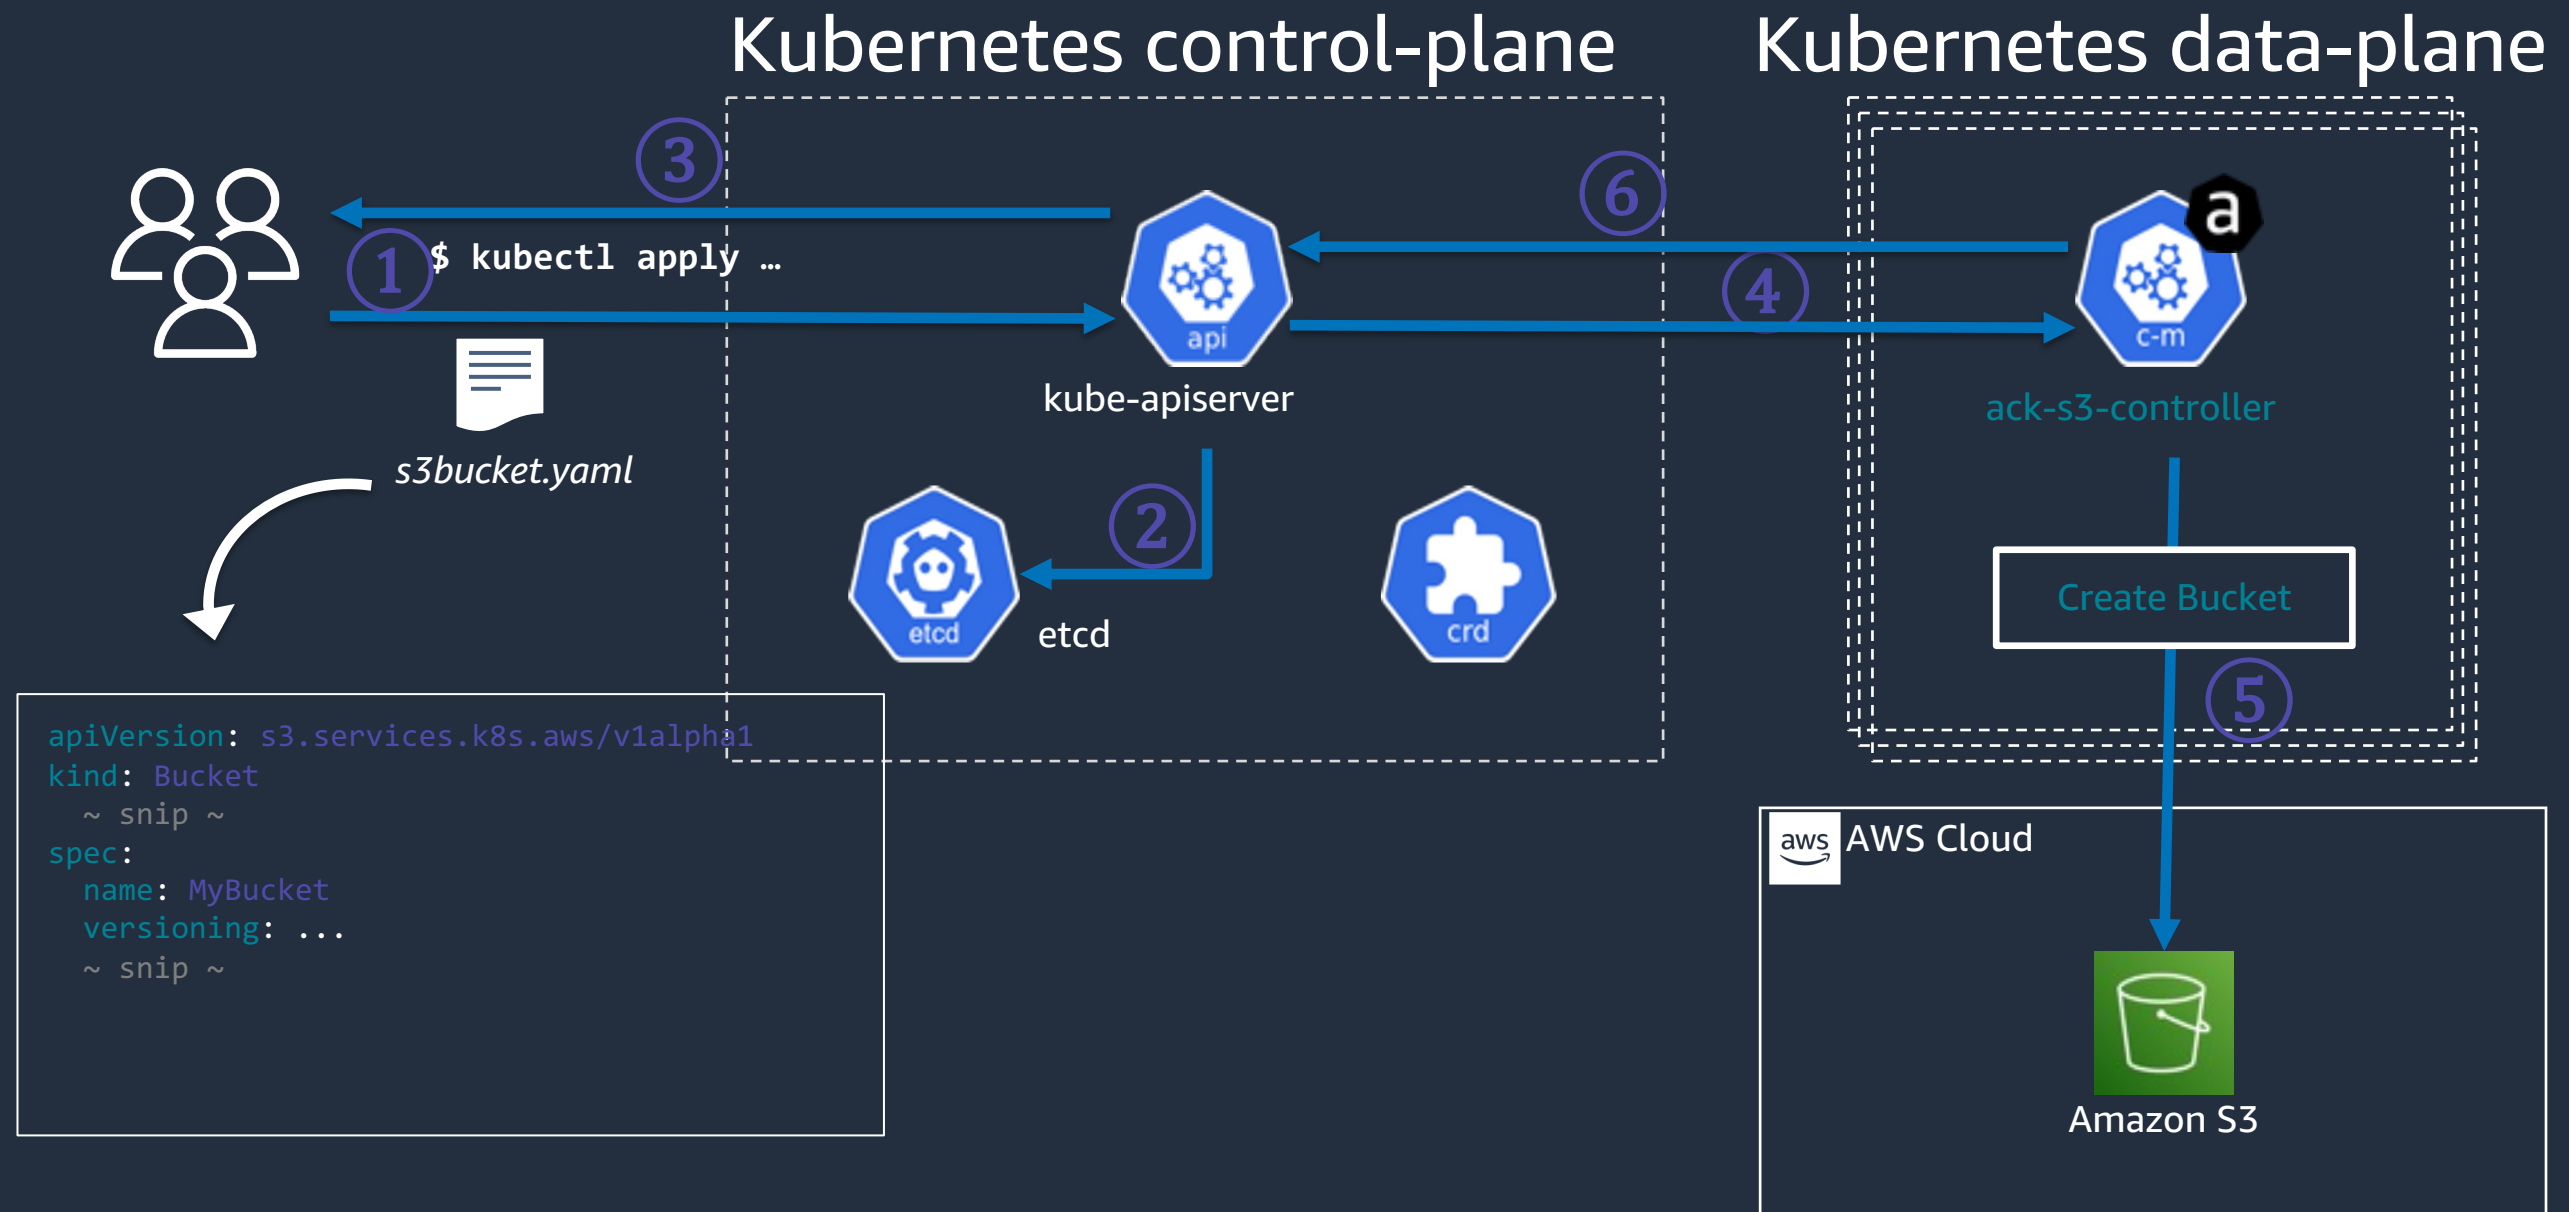 Kubernetes control-plane
Kubernetes data-plane
3
6
a
$ kubectl apply …
1
4
api
c-m
kube-apiserver
ack-s3-controller
s3bucket.yaml
2
etcd
etcd
crd
Create Bucket
5
apiVersion: s3.services.k8s.aws/v1alpha1
kind: Bucket
~ snip ~
spec:
name: MyBucket
versioning: ...
~ snip ~
aws
AWS Cloud
Amazon S3